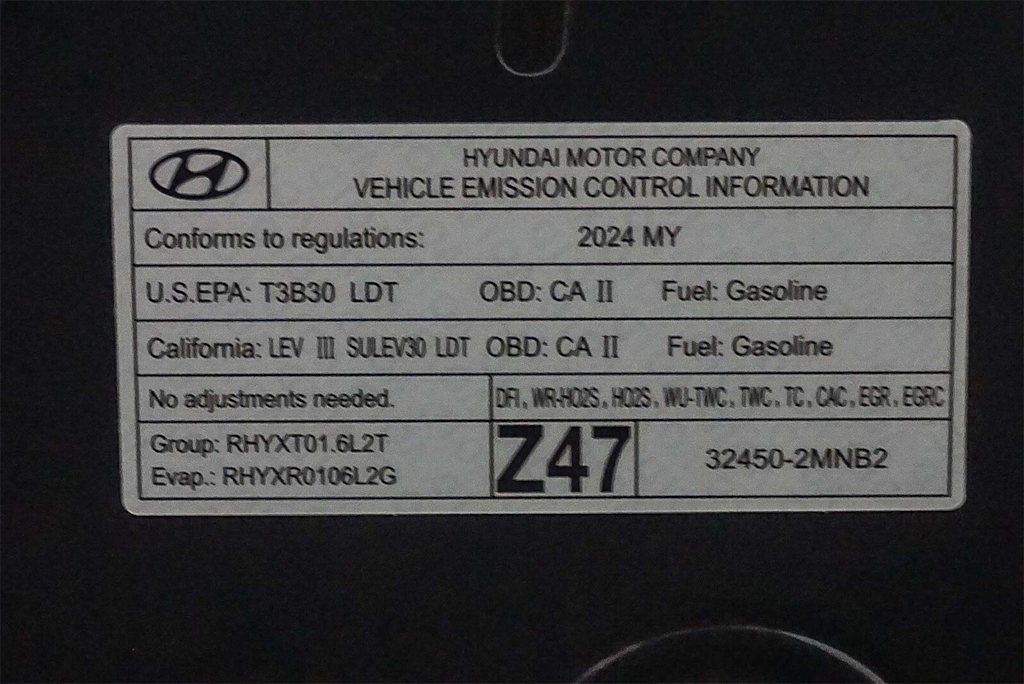 HYUNDAI MOTOR COMPANY
VEHICLE EMISSION CONTROL INFORMATION
Conforms to regulations: 2024 MY
U.S.EPA: T3B30 LDT OBD: CA II Fuel: Gasoline
California: LEV III SULEV30 LDT OBD: CA II Fuel: Gasoline
No adjustments needed. DFI, WR-HO2S, HO2S, WU-TWC, TWC, TC, CAC, EGR, EGRC
Group: RHYXT01.6L2T
Evap.: RHYXR0106L2G
Z47
32450-2MNB2